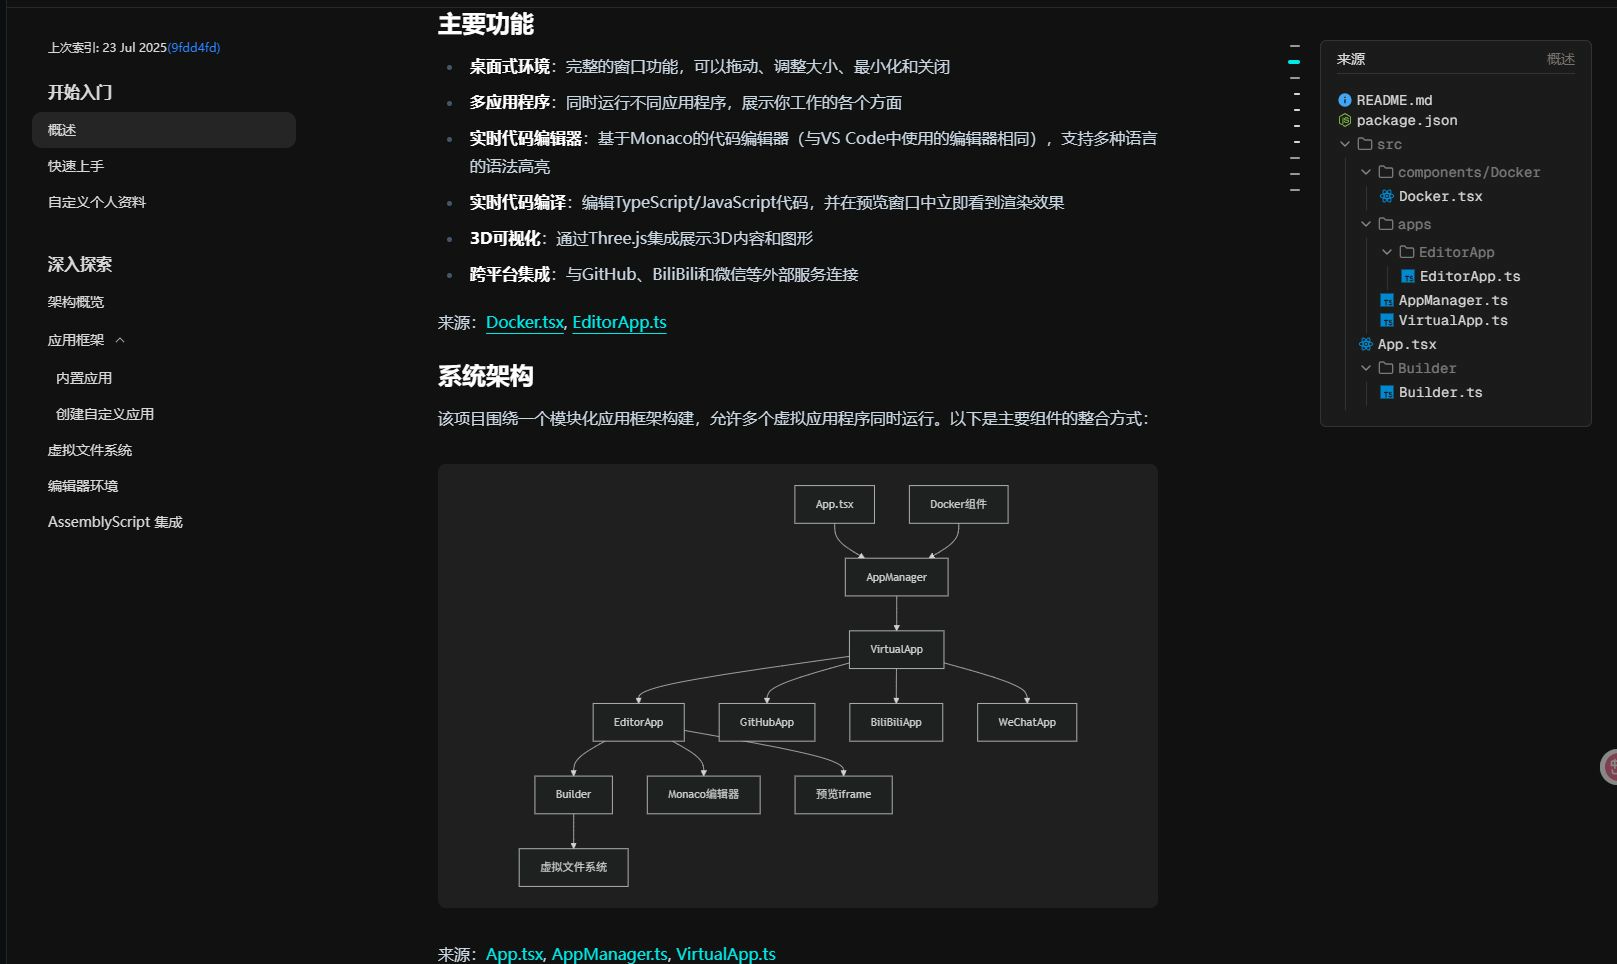 上次索引: 23 Jul 2025(9fdd4fd)
开始入门
概述
快速上手
自定义个人资料
深入探索
架构概览
应用框架
内置应用
创建自定义应用
虚拟文件系统
编辑器环境
AssemblyScript 集成
主要功能
桌面式环境：完整的窗口功能，可以拖动、调整大小、最小化和关闭
多应用程序：同时运行不同应用程序，展示你工作的各个方面
实时代码编辑器：基于Monaco的代码编辑器（与VS Code中使用的编辑器相同），支持多种语言
的语法高亮
实时代码编译：编辑TypeScript/JavaScript代码，并在预览窗口中立即看到渲染效果
3D可视化：通过Three.js集成展示3D内容和图形
跨平台集成：与GitHub、BiliBili和微信等外部服务连接
来源：Docker.tsx, EditorApp.ts
系统架构
该项目围绕一个模块化应用框架构建，允许多个虚拟应用程序同时运行。以下是主要组件的整合方式：
App.tsx
Docker组件
AppManager
VirtualApp
EditorApp
GitHubApp
BiliBiliApp
WeChatApp
Builder
Monaco编辑器
预览iframe
虚拟文件系统
来源：App.tsx, AppManager.ts, VirtualApp.ts
来源
概述
README.md
package.json
src
components/Docker
Docker.tsx
apps
EditorApp
EditorApp.ts
AppManager.ts
VirtualApp.ts
App.tsx
Builder
Builder.ts